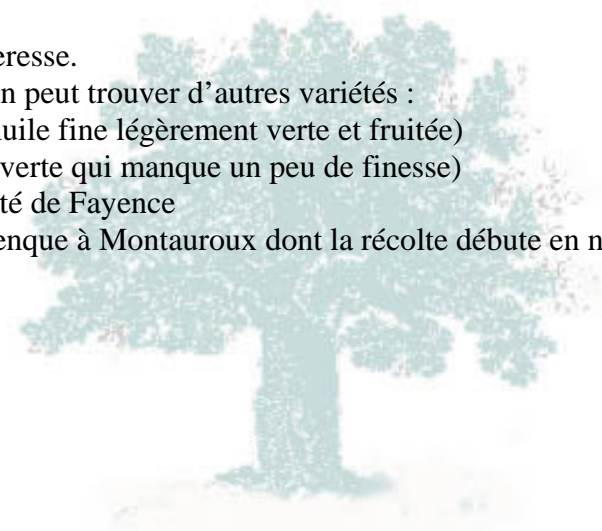 eresse.
n peut trouver d'autres variétés :
uile fine légèrement verte et fruitée)
verte qui manque un peu de finesse)
té de Fayence
enque à Montauroux dont la récolte débute en n